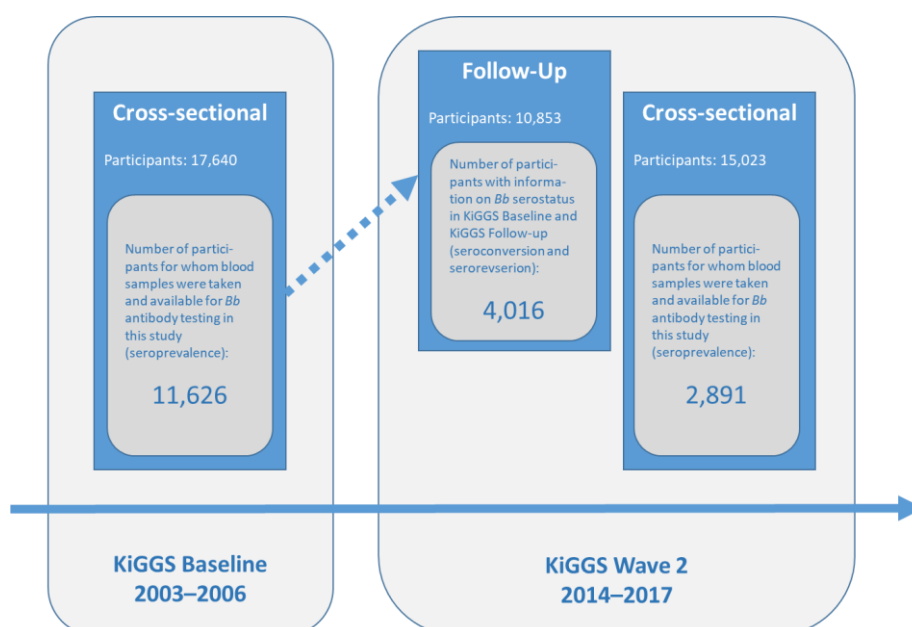 Cross-sectional
Participants: 17,640
Number of partici-
pants for whom blood
samples were taken
and available for Bb
antibody testing in
this study
(seroprevalence):
11,626
KiGGS Baseline
2003–2006
Follow-Up
Participants: 10,853
Number of partici-
pants with informa-
tion on Bb serostatus
in KiGGS Baseline and
KiGGS Follow-up
(seroconversion and
serorevserion):
4,016
Cross-sectional
Participants: 15,023
Number of partici-
pants for whom blood
samples were taken
and available for Bb
antibody testing in
this study
(seroprevalence):
2,891
KiGGS Wave 2
2014–2017